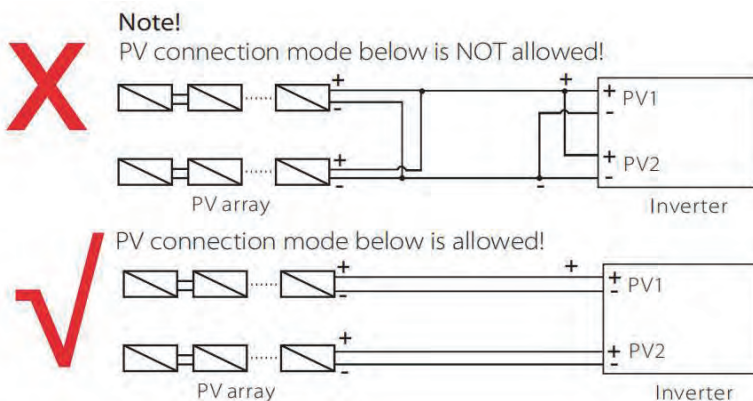 Note!
PV connection mode below is NOT allowed!
+ + + PV1
- -
+ + PV2
- - -
PV array
Inverter
PV connection mode below is allowed!
+ + + PV1
- -
+ + PV2
- -
PV array
Inverter